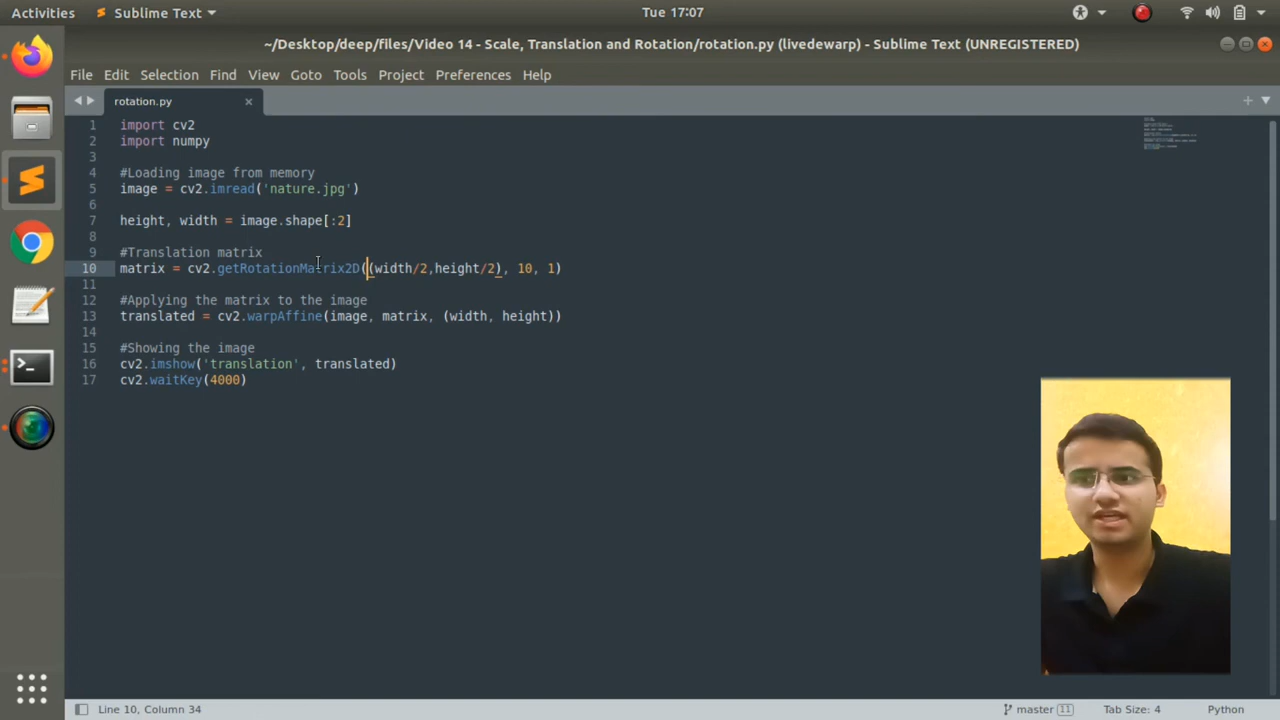 Activities
Sublime Text
Tue 17:07
~/Desktop/deep/files/Video 14 - Scale, Translation and Rotation/rotation.py (livedewarp) - Sublime Text (UNREGISTERED)
File Edit Selection Find View Goto Tools Project Preferences Help
rotation.py
1 import cv2
2 import numpy
3
4 #Loading image from memory
5 image = cv2.imread('nature.jpg')
6
7 height, width = image.shape[:2]
8
9 #Translation matrix
10 matrix = cv2.getRotationMatrix2D((width/2,height/2), 10, 1)
11
12 #Applying the matrix to the image
13 translated = cv2.warpAffine(image, matrix, (width, height))
14
15 #Showing the image
16 cv2.imshow('translation', translated)
17 cv2.waitKey(4000)
Line 10, Column 34
master 11
Tab Size: 4
Python